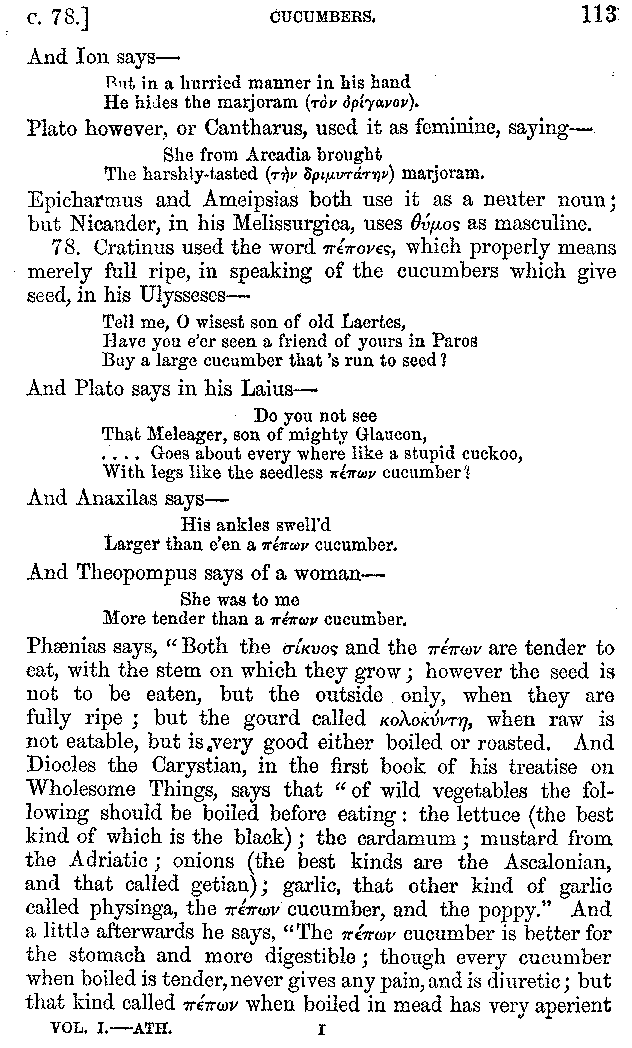 c. 78.] CUCUMBERS. 113
And Ion says—
But in a hurried manner in his hand
He hides the marjoram (τὸν ὀρίγανον).
Plato however, or Cantharus, used it as feminine, saying—
She from Arcadia brought
The harshly-tasted (τὴν δριμυτάτην) marjoram.
Epicharmus and Ameipsias both use it as a neuter noun;
but Nicander, in his Melissurgica, uses θύμος as masculine.
78. Cratinus used the word πέπονες, which properly means
merely full ripe, in speaking of the cucumbers which give
seed, in his Ulysseses—
Tell me, O wisest son of old Laertes,
Have you e'er seen a friend of yours in Paros
Buy a large cucumber that 's run to seed?
And Plato says in his Laius—
Do you not see
That Meleager, son of mighty Glaucon,
.... Goes about every where like a stupid cuckoo,
With legs like the seedless πέπων cucumber?
And Anaxilas says—
His ankles swell'd
Larger than e'en a πέπων cucumber.
And Theopompus says of a woman—
She was to me
More tender than a πέπων cucumber.
Phænias says, "Both the σίκυος and the πέπων are tender to
eat, with the stem on which they grow; however the seed is
not to be eaten, but the outside only, when they are
fully ripe ; but the gourd called κολοκύντη, when raw is
not eatable, but is very good either boiled or roasted. And
Diocles the Carystian, in the first book of his treatise on
Wholesome Things, says that "of wild vegetables the fol-
lowing should be boiled before eating: the lettuce (the best
kind of which is the black); the cardamum; mustard from
the Adriatic; onions (the best kinds are the Ascalonian,
and that called getian); garlic, that other kind of garlic
called physinga, the πέπων cucumber, and the poppy." And
a little afterwards he says, "The πέπων cucumber is better for
the stomach and more digestible; though every cucumber
when boiled is tender, never gives any pain, and is diuretic; but
that kind called πέπων when boiled in mead has very aperient
VOL. I.—ATH. I